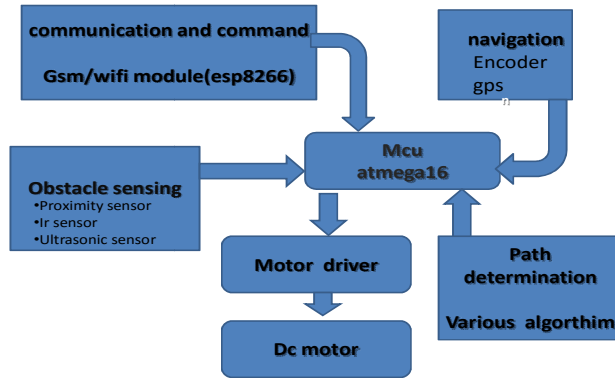 communication and command
Gsm/wifi module(esp8266)
navigation
Encoder
gps
n
Mcu
atmega16
Obstacle sensing
•Proximity sensor
•Ir sensor
•Ultrasonic sensor
Motor driver
Path
determination
Various algorthim
Dc motor